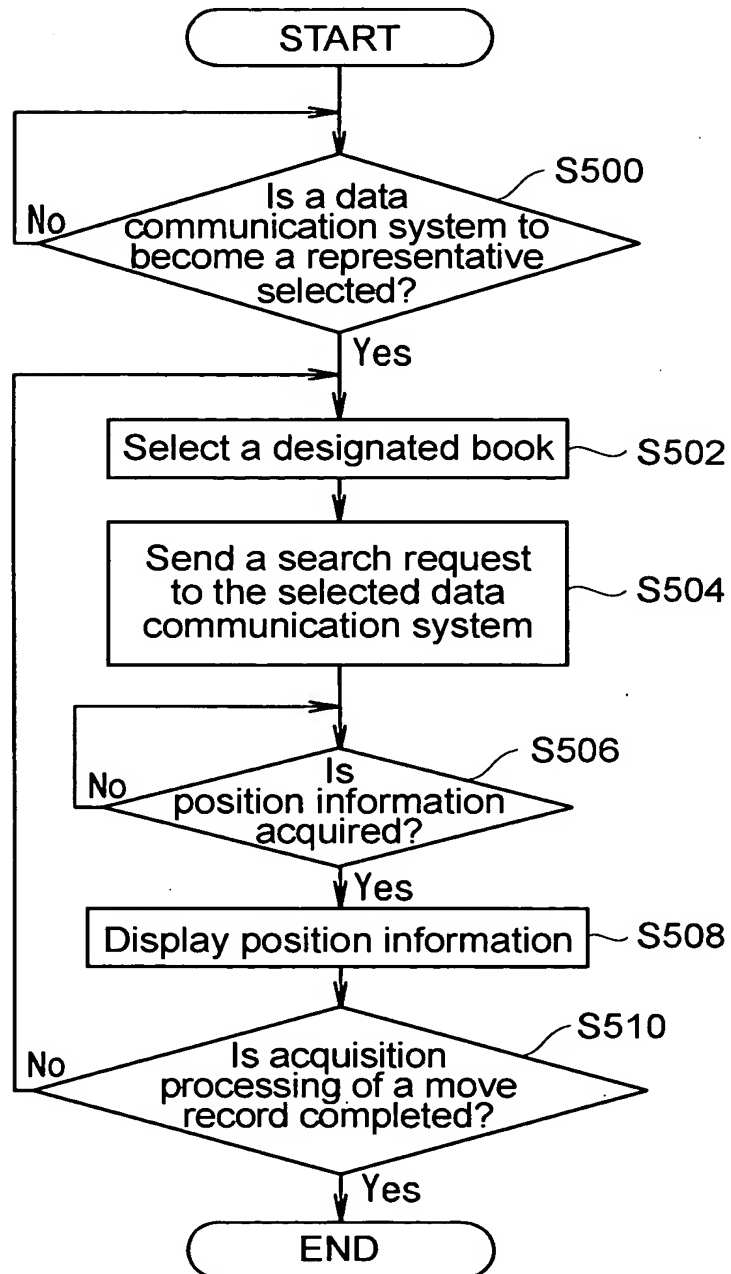 START
S500
Is a data
communication system to
become a representative
selected?
No
Yes
Select a designated book
S502
Send a search request
to the selected data
communication system
S504
S506
Is
position information
acquired?
No
Yes
Display position information
S508
S510
Is acquisition
processing of a move
record completed?
No
Yes
END